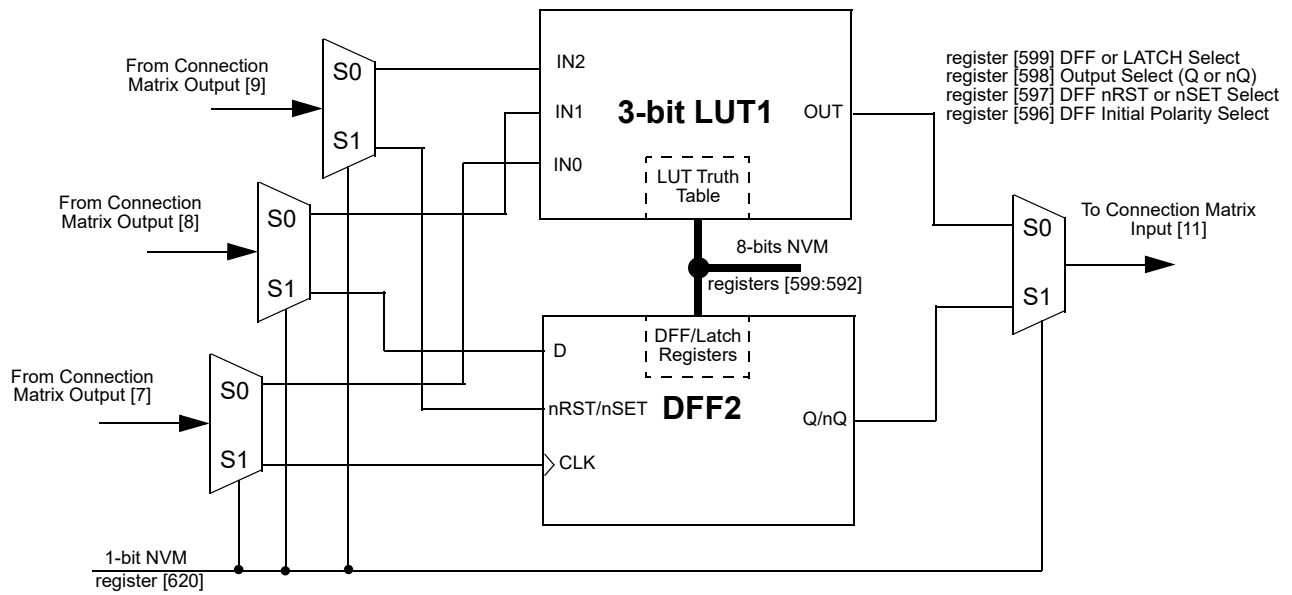 From Connection
Matrix Output [9]
S0
S1
IN2
IN1
IN0
3-bit LUT1
OUT
LUT Truth
Table
register [599] DFF or LATCH Select
register [598] Output Select (Q or nQ)
register [597] DFF nRST or nSET Select
register [596] DFF Initial Polarity Select
From Connection
Matrix Output [8]
S0
S1
8-bits NVM
registers [599:592]
S0
S1
To Connection Matrix
Input [11]
From Connection
Matrix Output [7]
S0
S1
D
nRST/nSET
CLK
DFF/Latch
Registers
DFF2
Q/nQ
1-bit NVM
register [620]